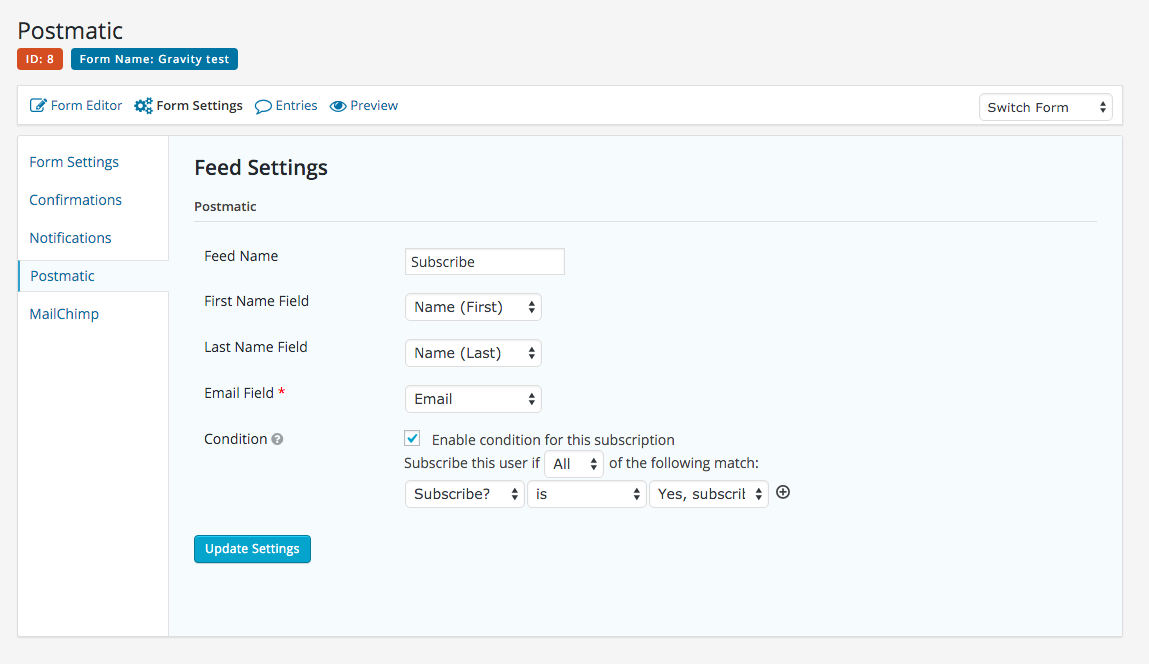 Postmatic
ID: 8 Form Name: Gravity test
Form Editor Form Settings Entries Preview Switch Form
Form Settings
Confirmations
Notifications
Postmatic
MailChimp
Feed Settings
Postmatic
Feed Name Subscribe
First Name Field Name (First)
Last Name Field Name (Last)
Email Field * Email
Condition ? Enable condition for this subscription
Subscribe this user if All of the following match:
Subscribe? is Yes, subscrib
Update Settings